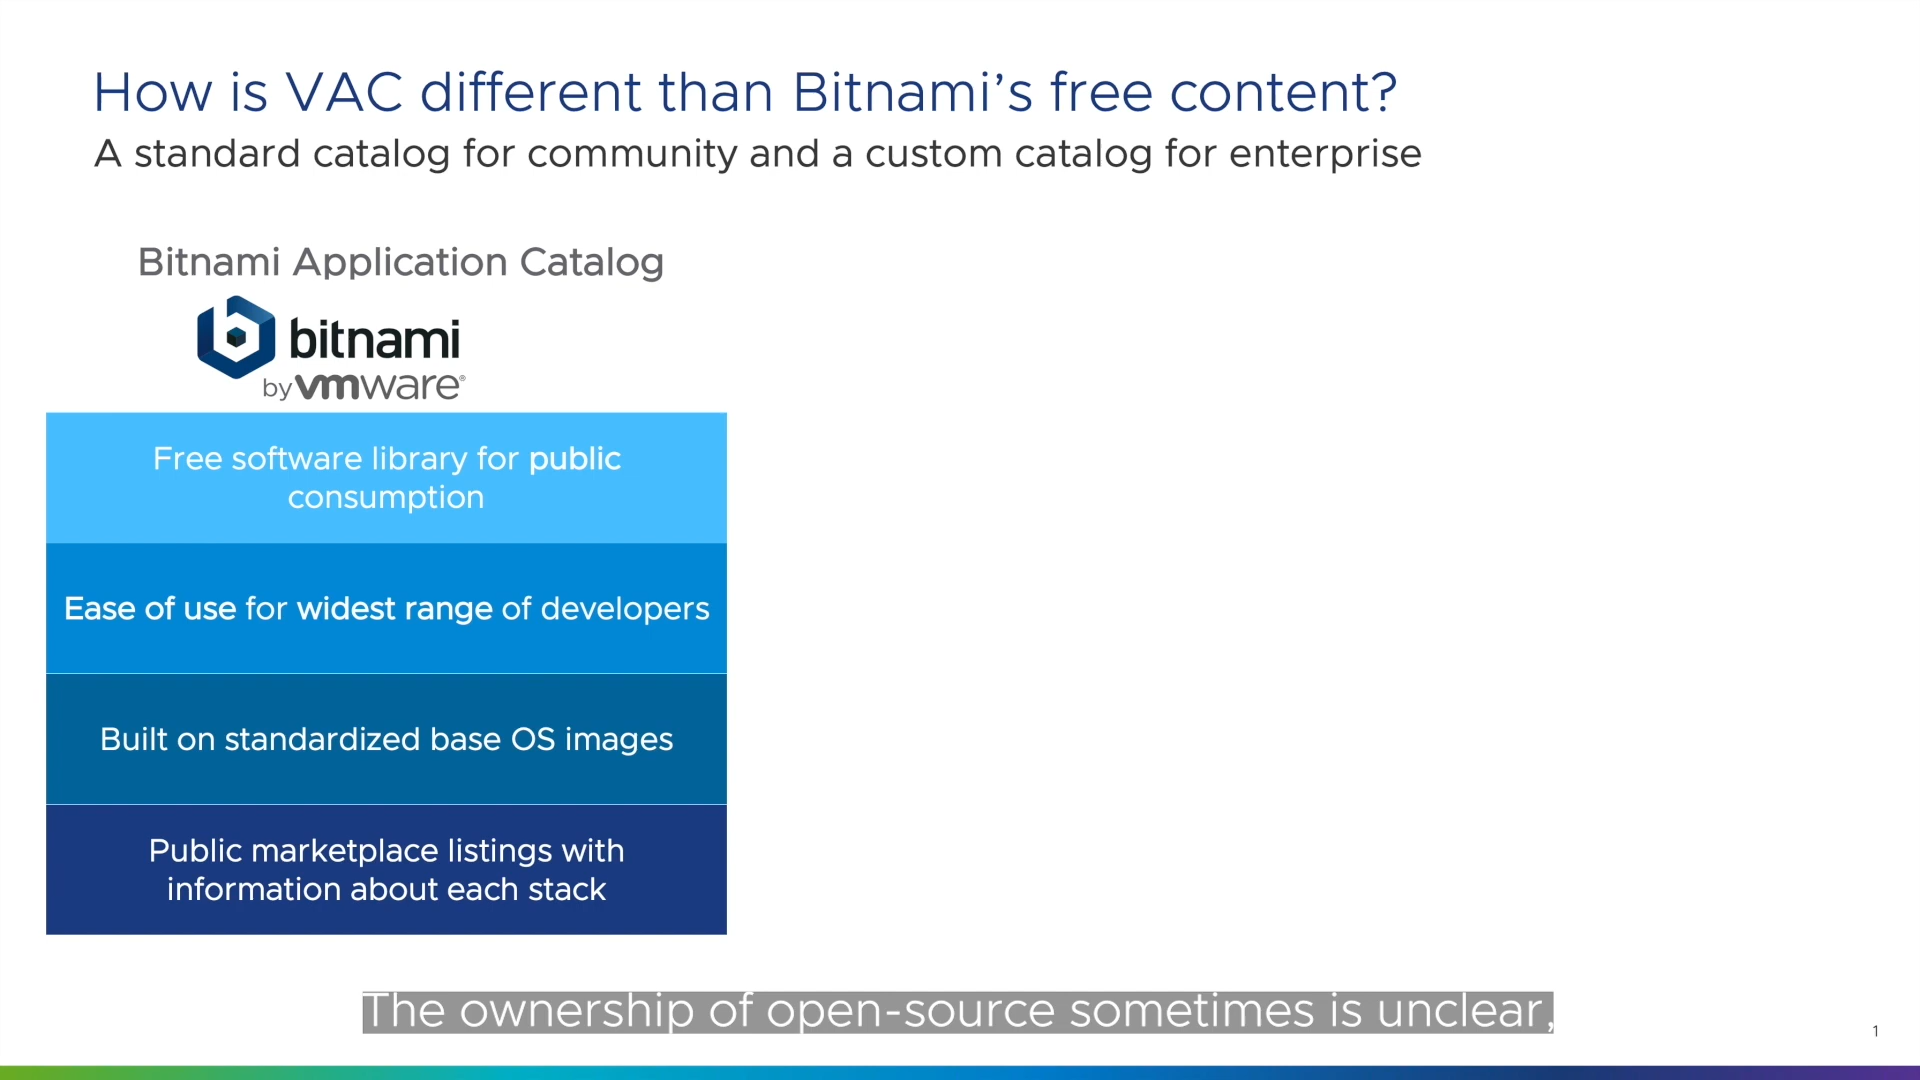 How is VAC different than Bitnami’s free content?
A standard catalog for community and a custom catalog for enterprise
Bitnami Application Catalog
bitnami
by vmware®
Free software library for public
consumption
Ease of use for widest range of developers
Built on standardized base OS images
Public marketplace listings with
information about each stack
The ownership of open-source sometimes is unclear,
1